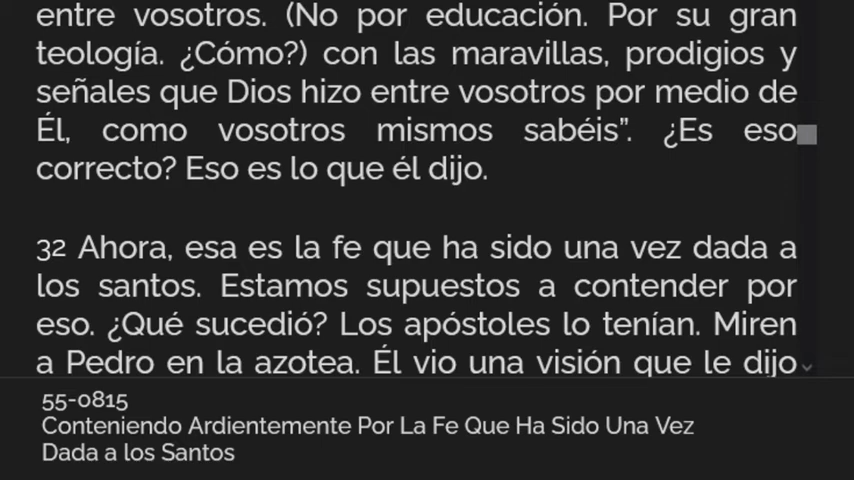 entre vosotros. (No por educación. Por su gran
teología. ¿Cómo?) con las maravillas, prodigios y
señales que Dios hizo entre vosotros por medio de
Él, como vosotros mismos sabéis”. ¿Es eso
correcto? Eso es lo que él dijo.
32 Ahora, esa es la fe que ha sido una vez dada a
los santos. Estamos supuestos a contender por
eso. ¿Qué sucedió? Los apóstoles lo tenían. Miren
a Pedro en la azotea. Él vio una visión que le dijo
55-0815
Conteniendo Ardientemente Por La Fe Que Ha Sido Una Vez
Dada a los Santos